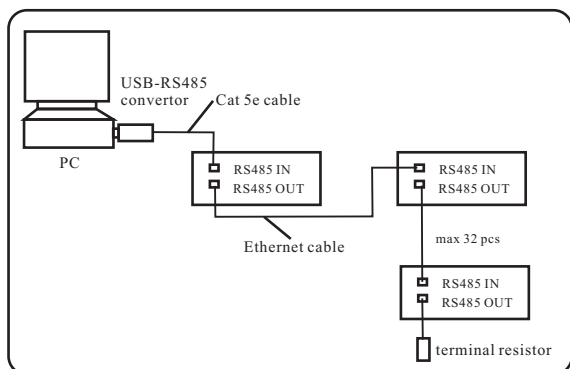 USB-RS485
convertor
Cat 5e cable
PC
RS485 IN
RS485 OUT
RS485 IN
RS485 OUT
Ethernet cable
max 32 pcs
RS485 IN
RS485 OUT
terminal resistor